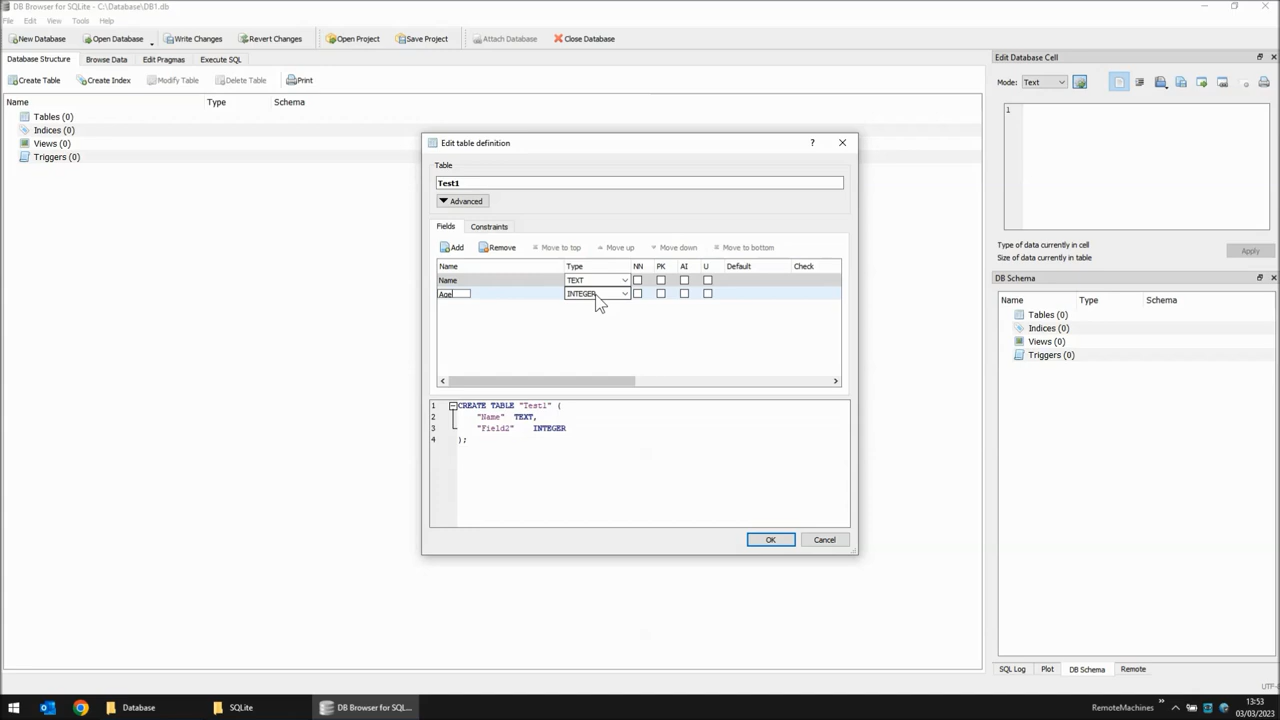 DB Browser for SQLite - C:\Database\DB1.db
File Edit View Tools Help
New Database Open Database Write Changes Revert Changes Open Project Save Project Attach Database Close Database
Database Structure Browse Data Edit Pragmas Execute SQL
Create Table Create Index Modify Table Delete Table Print
Name Type Schema
Tables (0)
Indices (0)
Views (0)
Triggers (0)
Edit table definition
Table
Test1
Advanced
Fields Constraints
Add Remove Move to top Move up Move down Move to bottom
Name Type NN PK AI U Default Check
Name TEXT
Age INTEGER
1 CREATE TABLE "Test1" (
2 "Name" TEXT,
3 "Field2" INTEGER
4 );
OK Cancel
Edit Database Cell
Mode: Text
1
Type of data currently in cell
Size of data currently in table
Apply
DB Schema
Name Type Schema
Tables (0)
Indices (0)
Views (0)
Triggers (0)
SQL Log Plot DB Schema Remote
Database SQLite DB Browser for SQL... RemoteMachines
13:53
03/03/2023